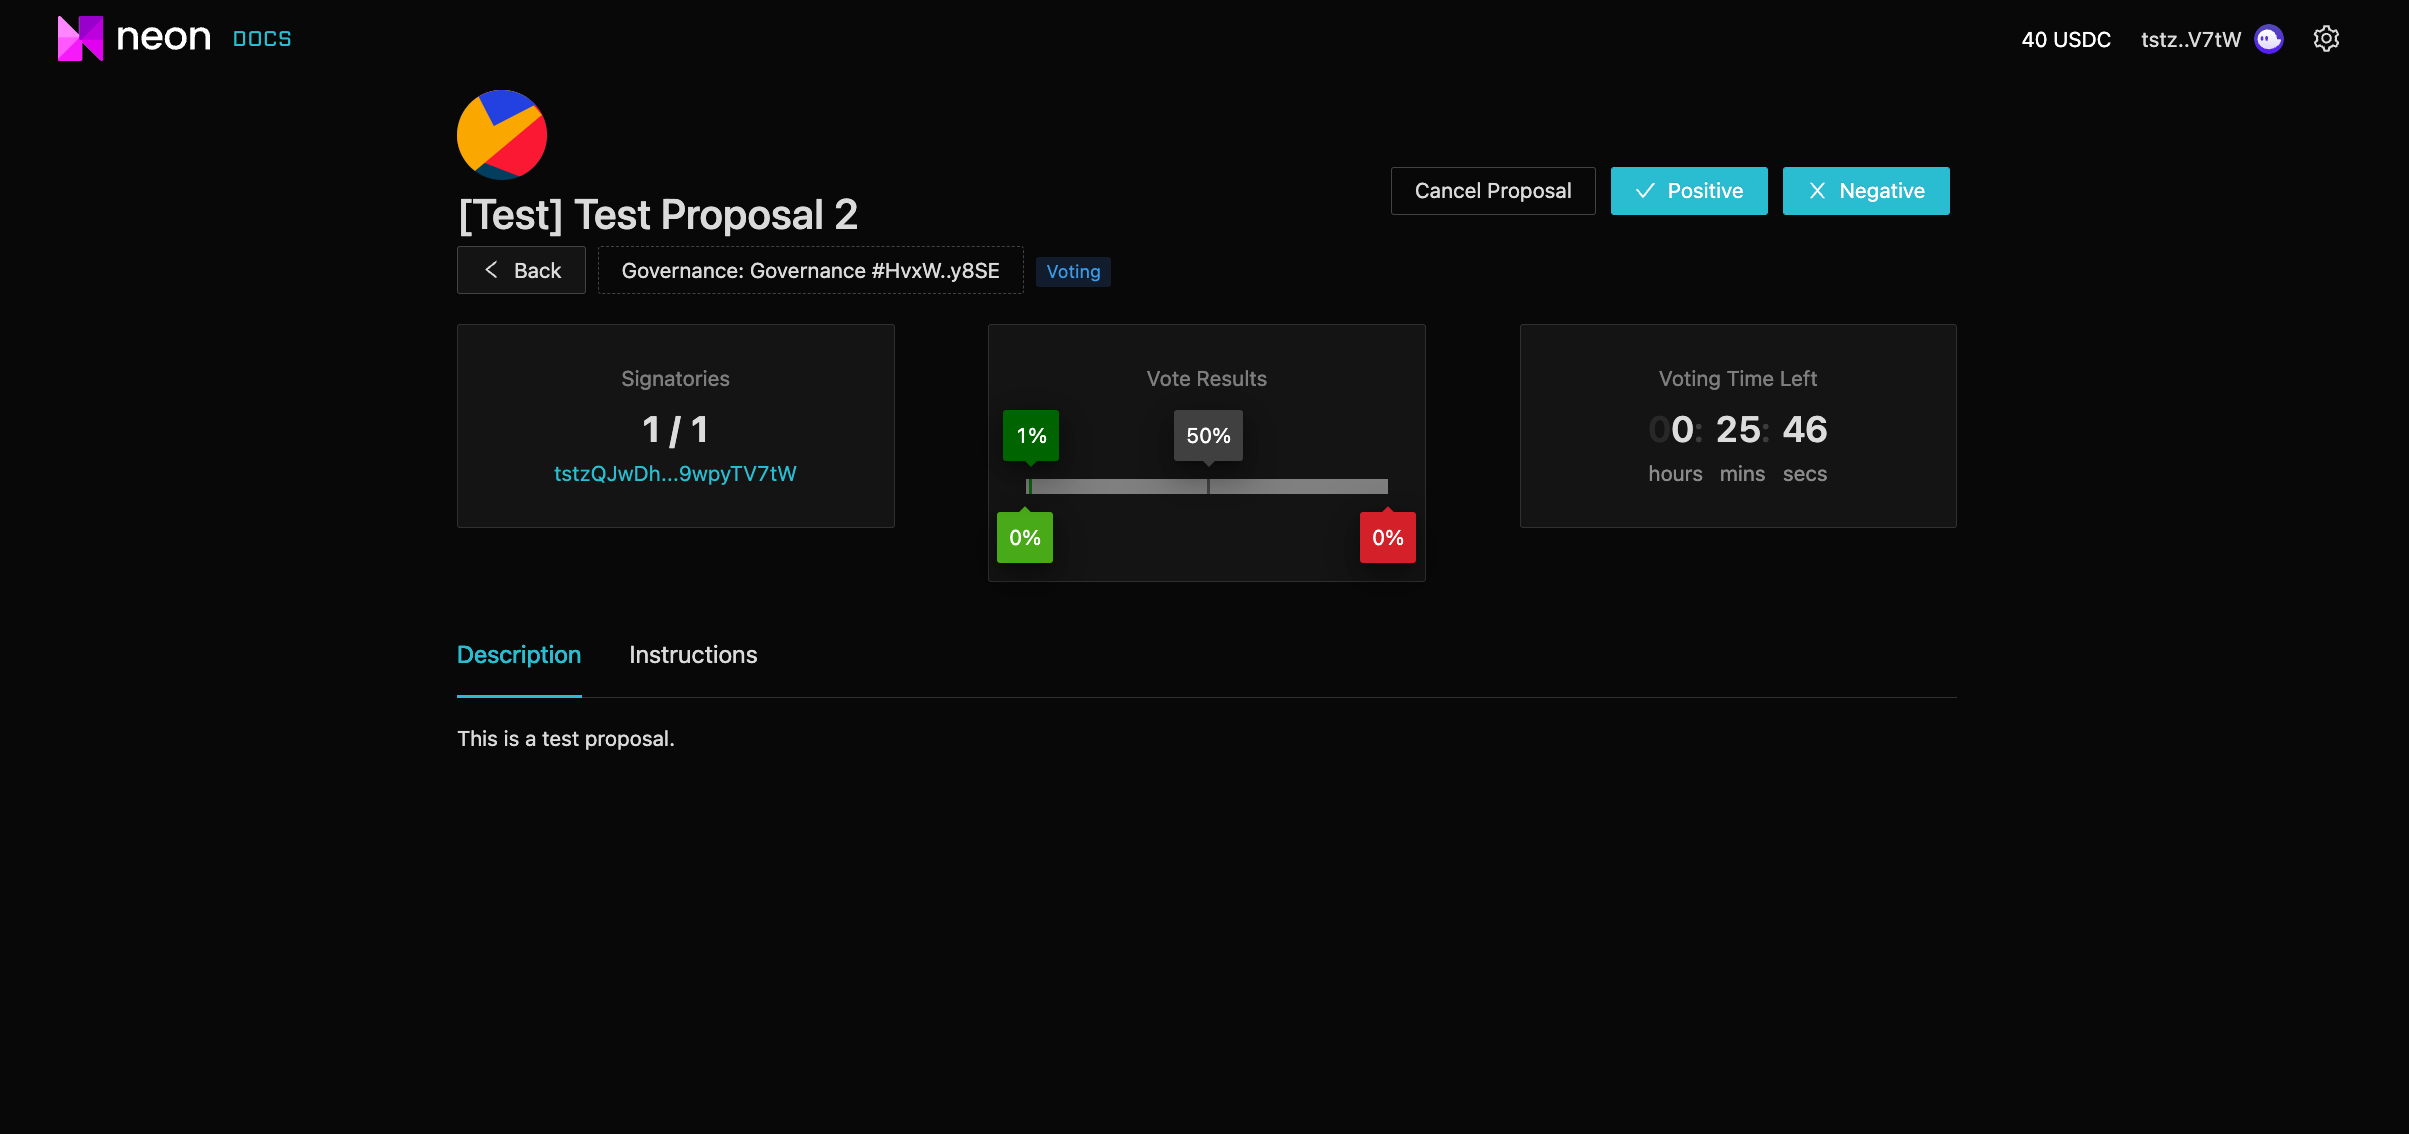 neon DOCS 40 USDC tstz..V7tW
[Test] Test Proposal 2
Cancel Proposal Positive Negative
Back Governance: Governance #HvxW..y8SE Voting
Signatories
1 / 1
tstzQJwDh...9wpyTV7tW
Vote Results
1% 50%
0% 0%
Voting Time Left
00: 25: 46
hours mins secs
Description Instructions
This is a test proposal.